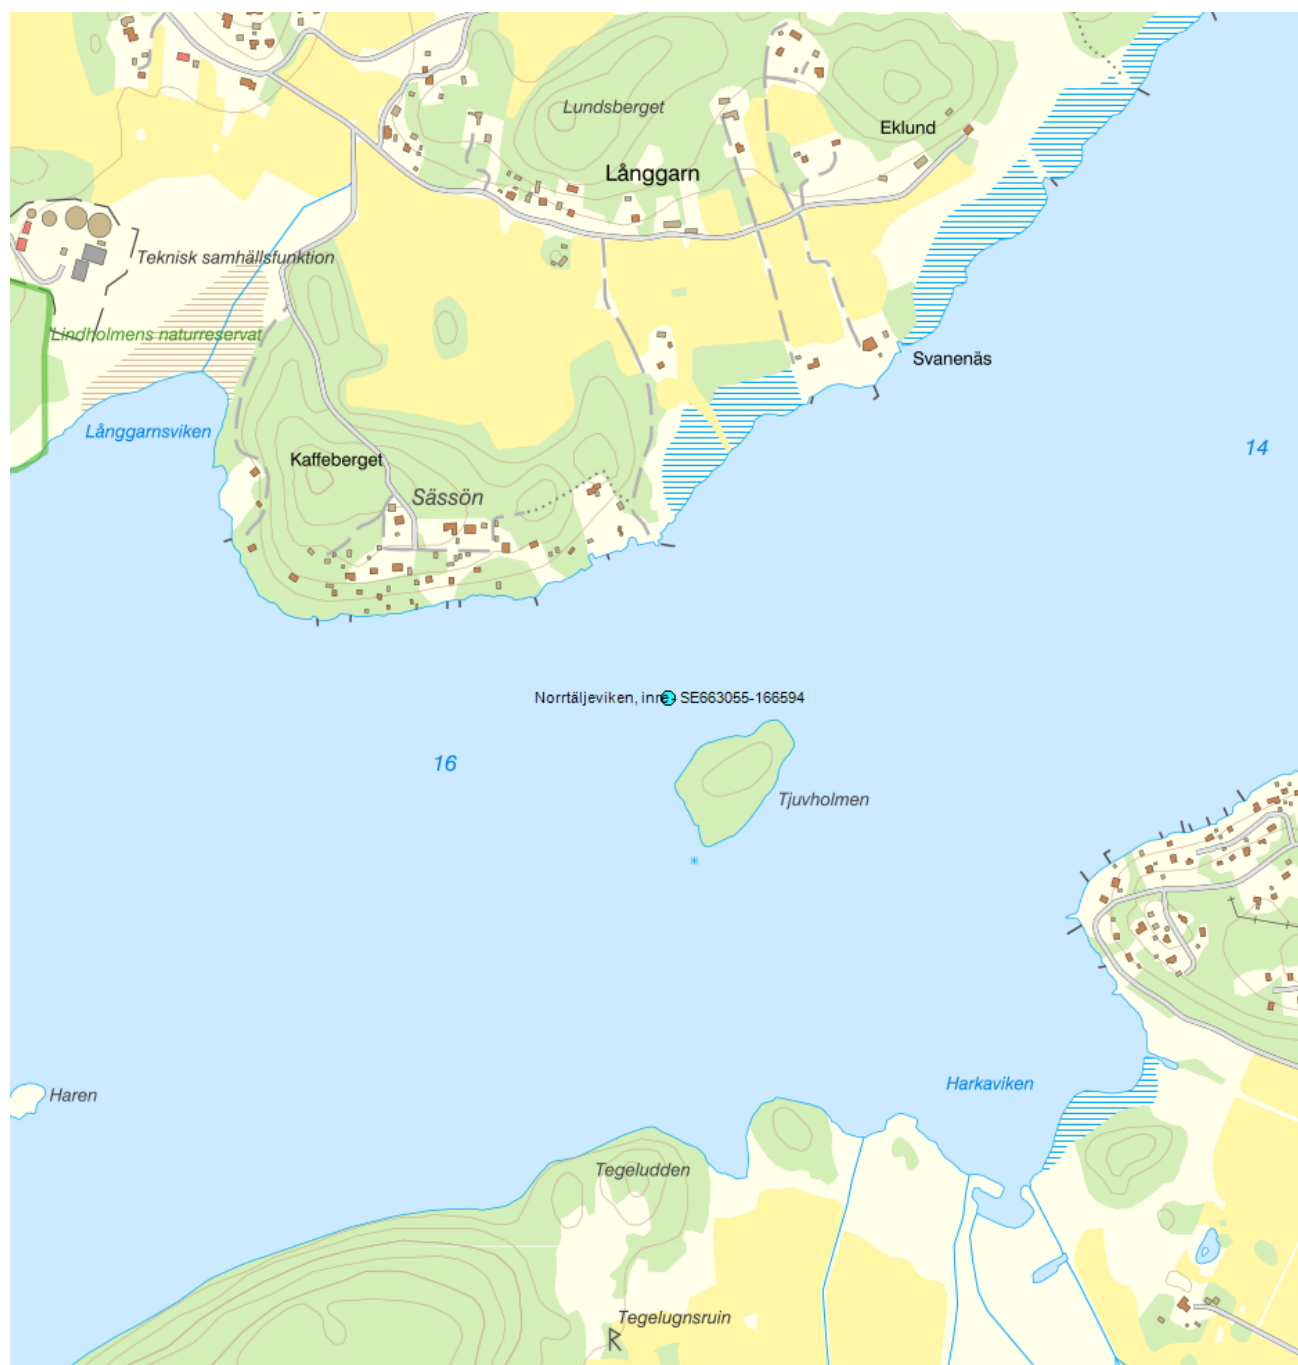 Lundsberget
Eklund
Långgarn
Teknisk samhällsfunktion
Lindholmens naturreservat
Svanenäs
Långgarnsviken
14
Kaffeberget
Sässön
Norrtäljeviken, inre - SE663055-166594
16
Tjuvholmen
Harkaviken
Haren
Tegeludden
Tegelugnsruin
R